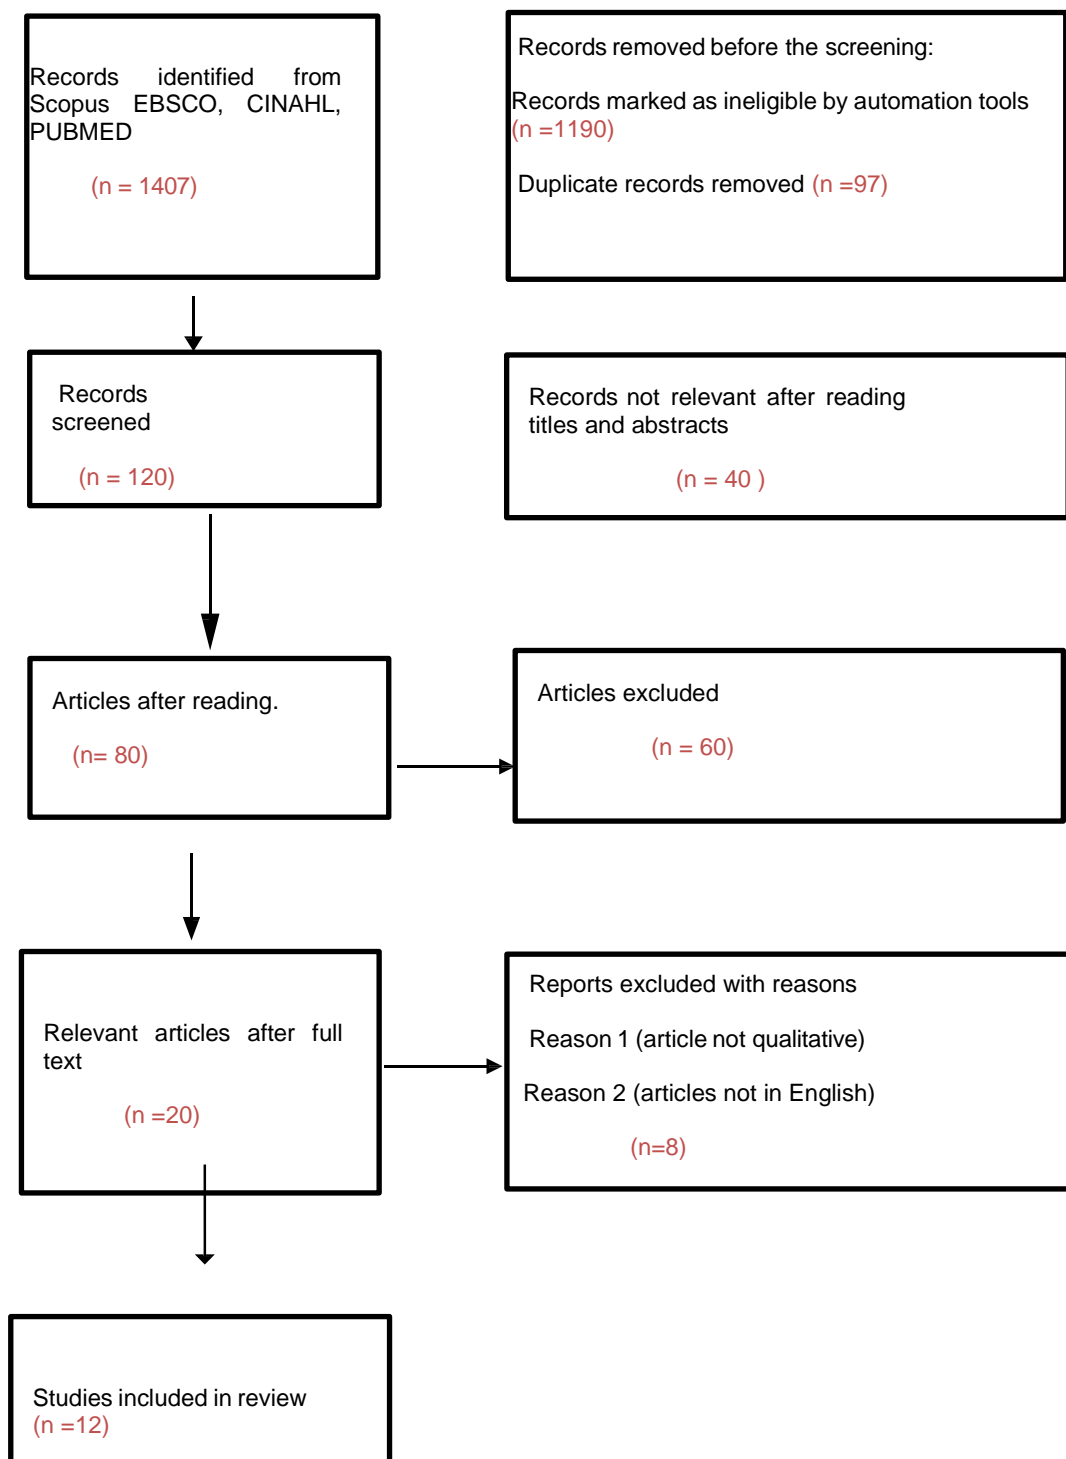 Records identified from
Scopus EBSCO, CINAHL,
PUBMED
(n = 1407)
Records removed before the screening:
Records marked as ineligible by automation tools
(n =1190)
Duplicate records removed (n =97)
Records
screened
(n = 120)
Records not relevant after reading
titles and abstracts
(n = 40 )
Articles after reading.
(n= 80)
Articles excluded
(n = 60)
Relevant articles after full
text
(n =20)
Reports excluded with reasons
Reason 1 (article not qualitative)
Reason 2 (articles not in English)
(n=8)
Studies included in review
(n =12)